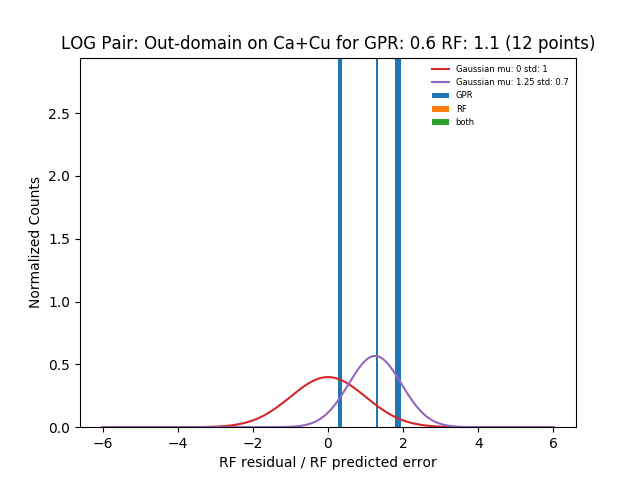 LOG Pair: Out-domain on Ca+Cu for GPR: 0.6 RF: 1.1 (12 points)
Gaussian mu: 0 std: 1
Gaussian mu: 1.25 std: 0.7
GPR
RF
both
Normalized Counts
2.5
2.0
1.5
1.0
0.5
0.0
−6 −4 −2 0 2 4 6
RF residual / RF predicted error